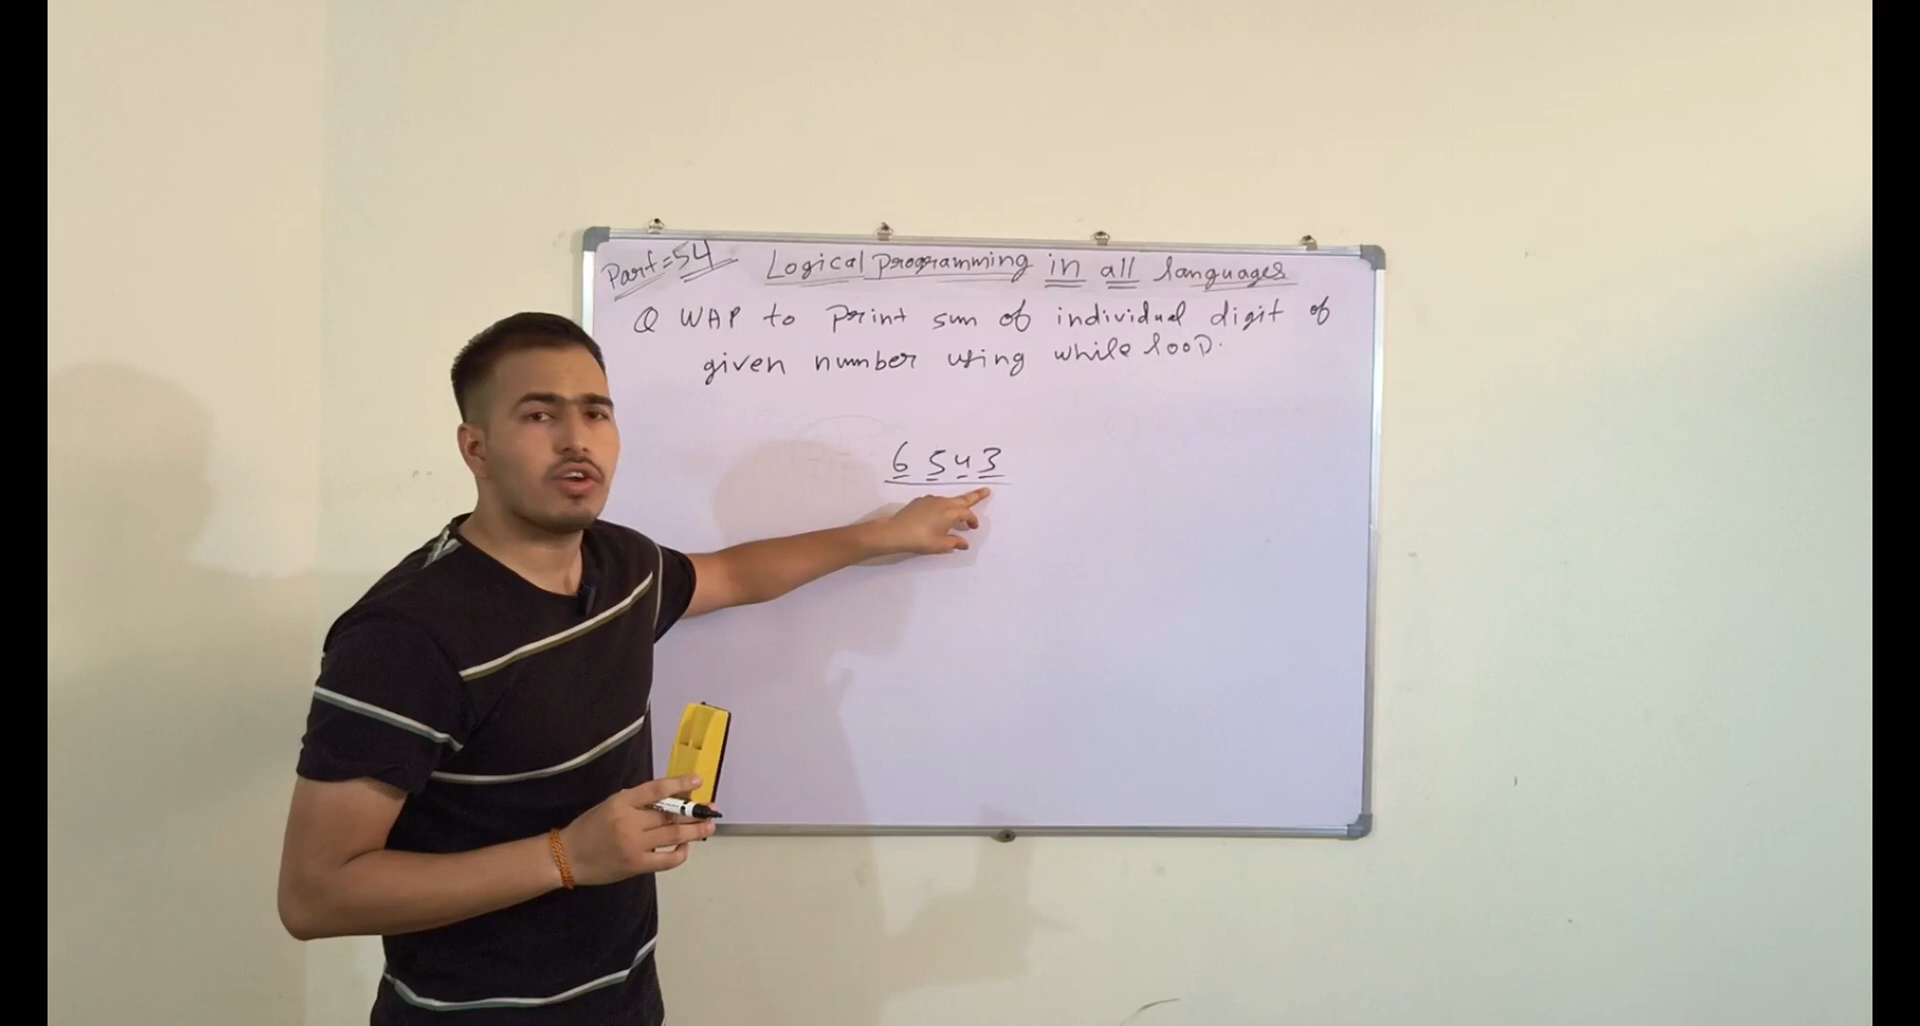 Part=54
Logical programming in all languages
Q WAP to print sum of individual digit of
given number using while loop.
6543